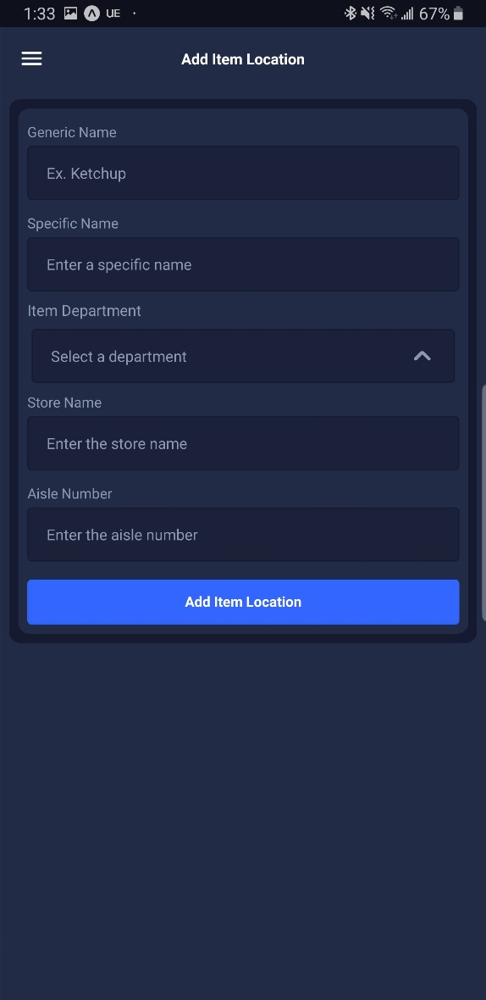 1:33 UE 67%
Add Item Location
Generic Name
Ex. Ketchup
Specific Name
Enter a specific name
Item Department
Select a department
Store Name
Enter the store name
Aisle Number
Enter the aisle number
Add Item Location